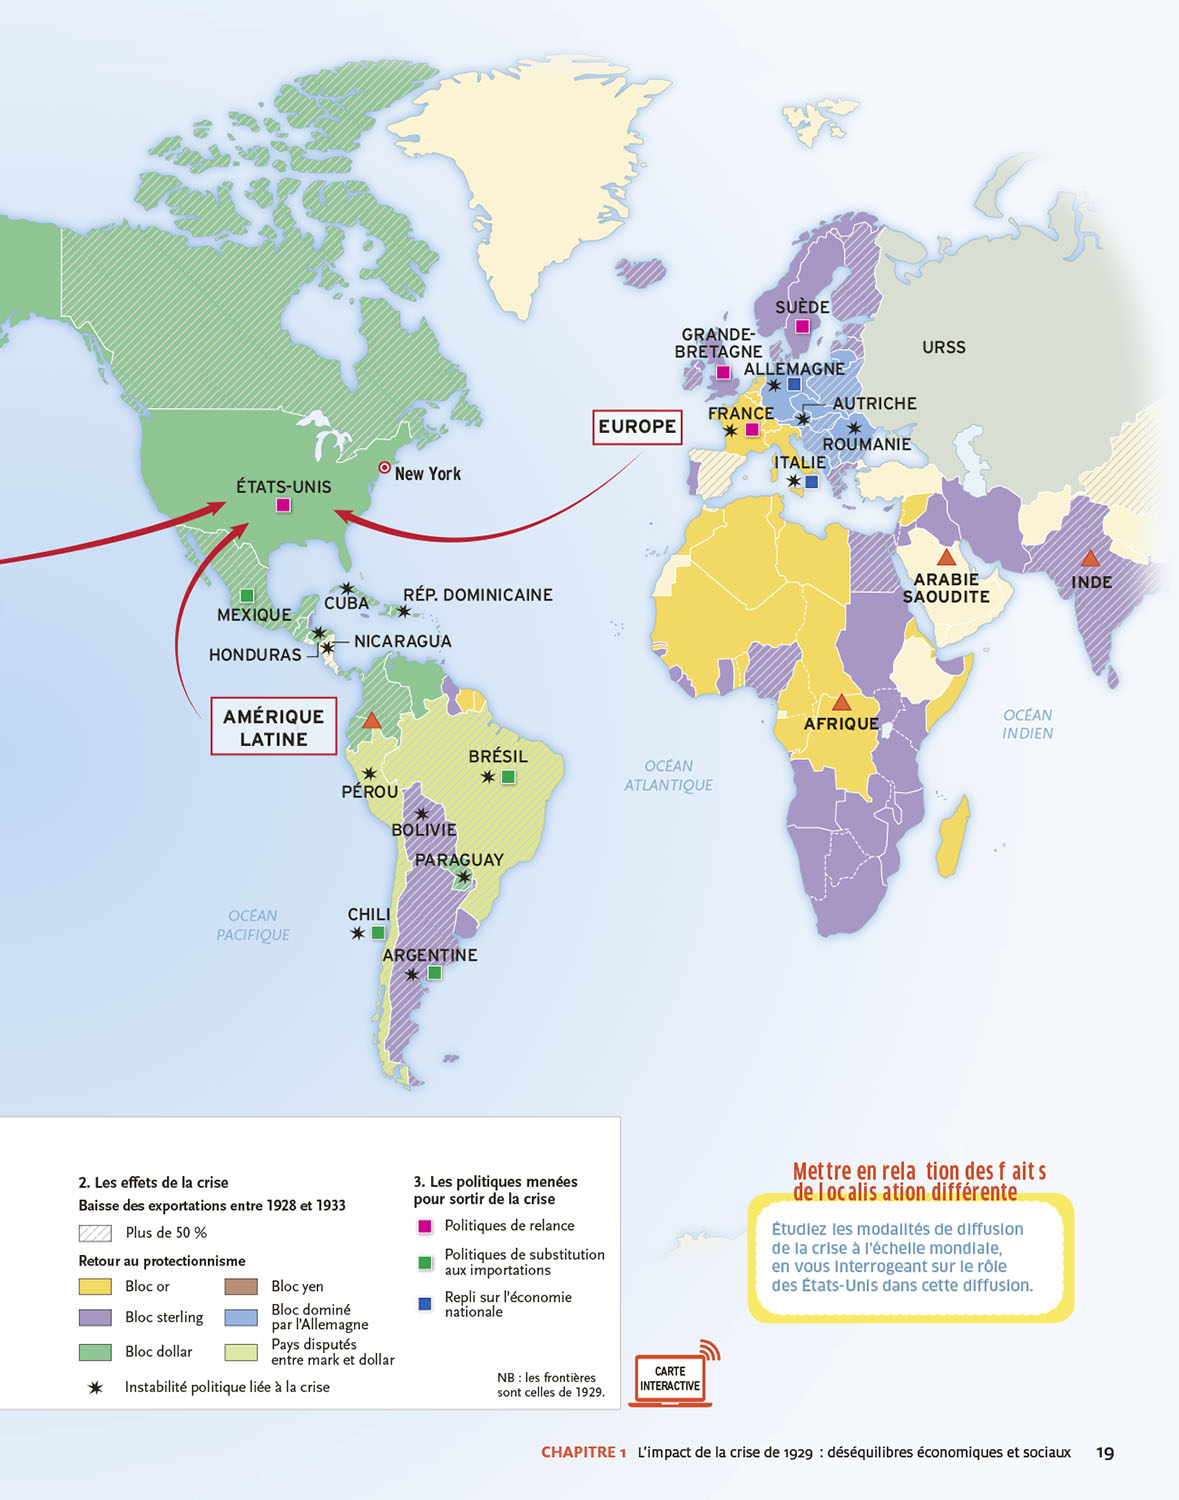 SUÈDE
GRANDE-
BRETAGNE
ALLEMAGNE
URSS
AUTRICHE
FRANCE
EUROPE
ROUMANIE
ITALIE
New York
ÉTATS-UNIS
ARABIE
SAOUDITE
INDE
MEXIQUE
CUBA
RÉP. DOMINICAINE
NICARAGUA
HONDURAS
AMÉRIQUE
LATINE
AFRIQUE
OCÉAN
INDIEN
OCÉAN
ATLANTIQUE
BRÉSIL
PÉROU
BOLIVIE
PARAGUAY
CHILI
OCÉAN
PACIFIQUE
ARGENTINE
2. Les effets de la crise
Baisse des exportations entre 1928 et 1933
Plus de 50 %
Retour au protectionnisme
Bloc or
Bloc sterling
Bloc dollar
Bloc yen
Bloc dominé
par l'Allemagne
Pays disputés
entre mark et dollar
Instabilité politique liée à la crise
3. Les politiques menées
pour sortir de la crise
Politiques de relance
Politiques de substitution
aux importations
Repli sur l'économie
nationale
NB : les frontières
sont celles de 1929.
Mettre en rela tion des f ait s
de l oc alis ation différente
Étudiez les modalités de diffusion
de la crise à l'échelle mondiale,
en vous interrogeant sur le rôle
des États-Unis dans cette diffusion.
CARTE
INTERACTIVE
CHAPITRE 1 L'impact de la crise de 1929 : déséquilibres économiques et sociaux 19